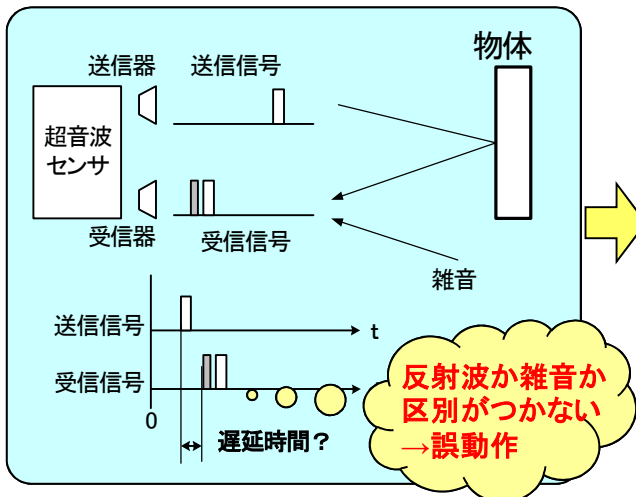 物体
送信器
送信信号
超音波
センサ
受信器
受信信号
雑音
送信信号
t
受信信号
0
遅延時間？
反射波か雑音か
区別がつかない
→誤動作